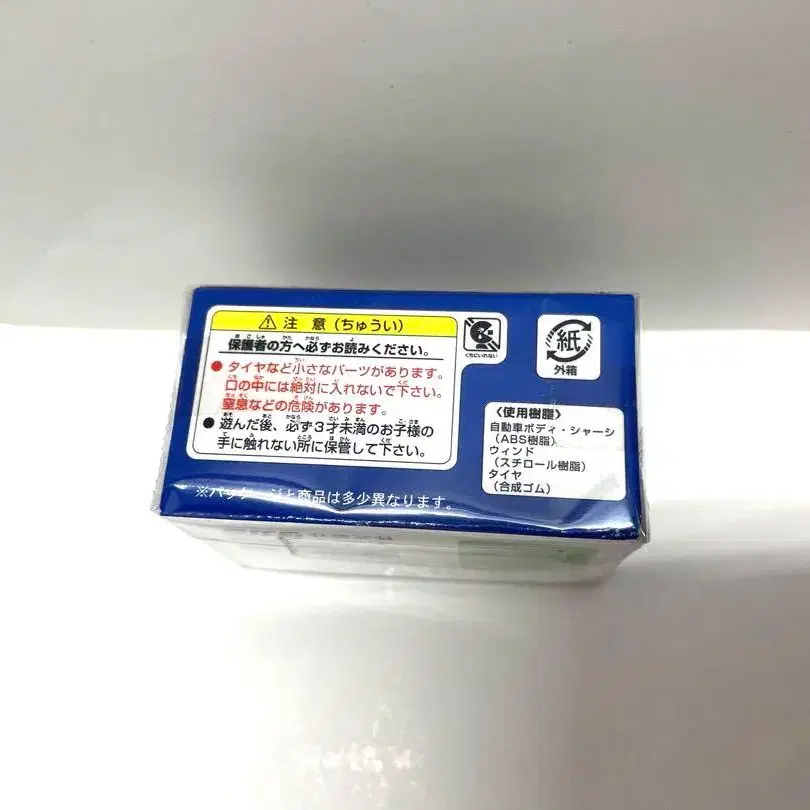 ⚠ 注 意 (ちゅうい)
保護者の方へ必ずお読みください。
● タイヤなど小さなパーツがあります。
口の中には絶対に入れないで下さい。
窒息などの危険があります。
● 遊んだ後、必ず3才未満のお子様の
手に触れない所に保管して下さい。
※パッケージと商品は多少異なります。
くちにいれない
紙
外箱
〈使用樹脂〉
自動車ボディ・シャーシ
(ABS樹脂)
ウィンド
(スチロール樹脂)
タイヤ
(合成ゴム)